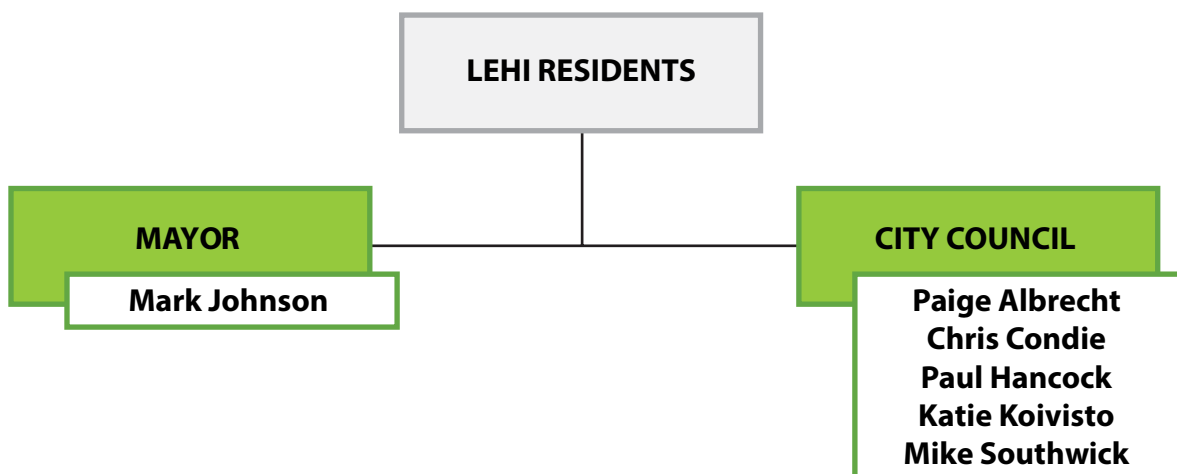 LEHI RESIDENTS
MAYOR
Mark Johnson
CITY COUNCIL
Paige Albrecht
Chris Condie
Paul Hancock
Katie Koivisto
Mike Southwick